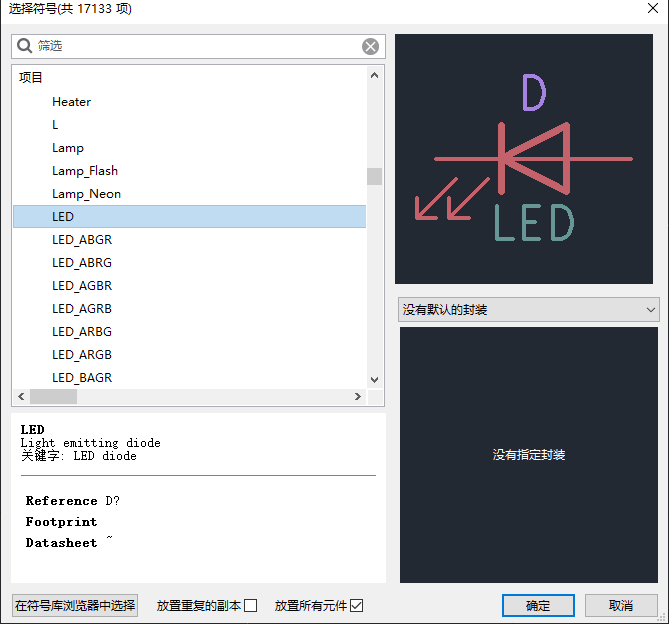 选择符号(共 17133 项)
筛选
项目
Heater
L
Lamp
Lamp_Flash
Lamp_Neon
LED
LED_ABGR
LED_ABRG
LED_AGBR
LED_AGRB
LED_ARBG
LED_ARGB
LED_BAGR
D
LED
没有默认的封装
没有指定封装
LED
Light emitting diode
关键字: LED diode
Reference D?
Footprint
Datasheet ~
在符号库浏览器中选择
放置重复的副本
放置所有元件
确定
取消